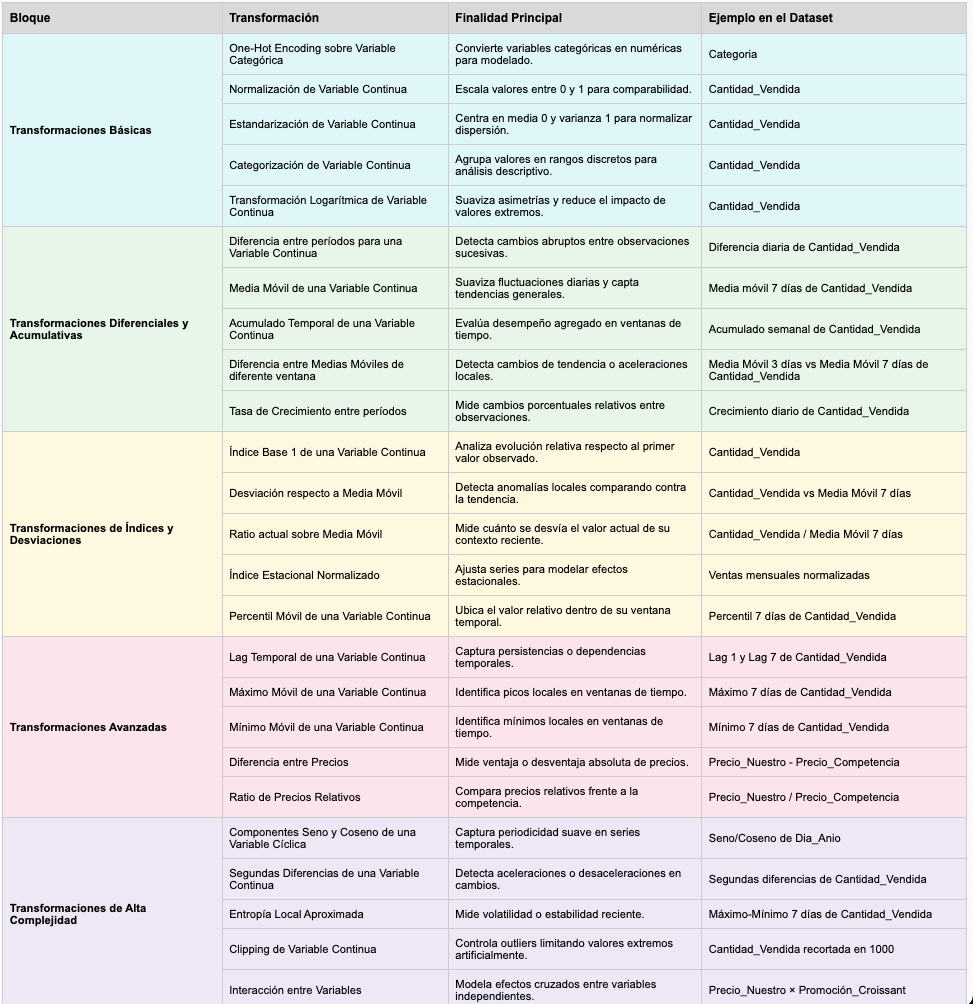 Bloque
Transformación
Finalidad Principal
Ejemplo en el Dataset
Transformaciones Básicas
One-Hot Encoding sobre Variable
Categórica
Convierte variables categóricas en numéricas
para modelado.
Categoria
Normalización de Variable Continua
Escala valores entre 0 y 1 para comparabilidad.
Cantidad_Vendida
Estandarización de Variable Continua
Centra en media 0 y varianza 1 para normalizar
dispersión.
Cantidad_Vendida
Categorización de Variable Continua
Agrupa valores en rangos discretos para
análisis descriptivo.
Cantidad_Vendida
Transformación Logarítmica de Variable
Continua
Suaviza asimetrías y reduce el impacto de
valores extremos.
Cantidad_Vendida
Transformaciones Diferenciales y
Acumulativas
Diferencia entre períodos para una
Variable Continua
Detecta cambios abruptos entre observaciones
sucesivas.
Diferencia diaria de Cantidad_Vendida
Media Móvil de una Variable Continua
Suaviza fluctuaciones diarias y capta
tendencias generales.
Media móvil 7 días de Cantidad_Vendida
Acumulado Temporal de una Variable
Continua
Evalúa desempeño agregado en ventanas de
tiempo.
Acumulado semanal de Cantidad_Vendida
Diferencia entre Medias Móviles de
diferente ventana
Detecta cambios de tendencia o aceleraciones
locales.
Media Móvil 3 días vs Media Móvil 7 días de
Cantidad_Vendida
Tasa de Crecimiento entre períodos
Mide cambios porcentuales relativos entre
observaciones.
Crecimiento diario de Cantidad_Vendida
Transformaciones de Índices y
Desviaciones
Índice Base 1 de una Variable Continua
Analiza evolución relativa respecto al primer
valor observado.
Cantidad_Vendida
Desviación respecto a Media Móvil
Detecta anomalías locales comparando contra
la tendencia.
Cantidad_Vendida vs Media Móvil 7 días
Ratio actual sobre Media Móvil
Mide cuánto se desvía el valor actual de su
contexto reciente.
Cantidad_Vendida / Media Móvil 7 días
Índice Estacional Normalizado
Ajusta series para modelar efectos
estacionales.
Ventas mensuales normalizadas
Percentil Móvil de una Variable Continua
Ubica el valor relativo dentro de su ventana
temporal.
Percentil 7 días de Cantidad_Vendida
Transformaciones Avanzadas
Lag Temporal de una Variable Continua
Captura persistencias o dependencias
temporales.
Lag 1 y Lag 7 de Cantidad_Vendida
Máximo Móvil de una Variable Continua
Identifica picos locales en ventanas de tiempo.
Máximo 7 días de Cantidad_Vendida
Mínimo Móvil de una Variable Continua
Identifica mínimos locales en ventanas de
tiempo.
Mínimo 7 días de Cantidad_Vendida
Diferencia entre Precios
Mide ventaja o desventaja absoluta de precios.
Precio_Nuestro - Precio_Competencia
Ratio de Precios Relativos
Compara precios relativos frente a la
competencia.
Precio_Nuestro / Precio_Competencia
Transformaciones de Alta
Complejidad
Componentes Seno y Coseno de una
Variable Cíclica
Captura periodicidad suave en series
temporales.
Seno/Coseno de Dia_Anio
Segundas Diferencias de una Variable
Continua
Detecta aceleraciones o desaceleraciones en
cambios.
Segundas diferencias de Cantidad_Vendida
Entropía Local Aproximada
Mide volatilidad o estabilidad reciente.
Máximo-Mínimo 7 días de Cantidad_Vendida
Clipping de Variable Continua
Controla outliers limitando valores extremos
artificialmente.
Cantidad_Vendida recortada en 1000
Interacción entre Variables
Modela efectos cruzados entre variables
independientes.
Precio_Nuestro × Promoción_Croissant